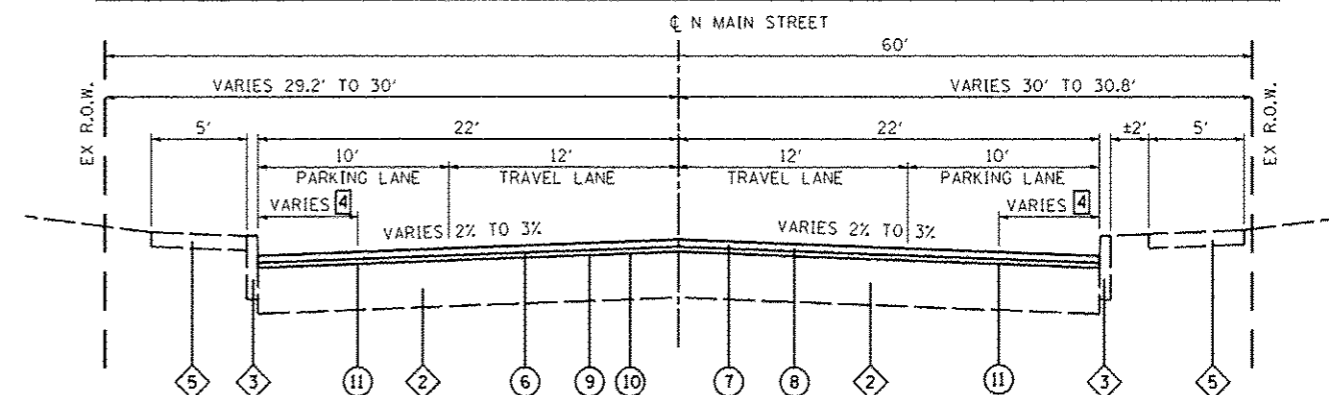 ℄ N MAIN STREET
60'
VARIES 29.2' TO 30'
VARIES 30' TO 30.8'
EX R.O.W.
EX R.O.W.
5'
22'
22'
±2'
5'
10'
12'
12'
10'
PARKING LANE
TRAVEL LANE
TRAVEL LANE
PARKING LANE
VARIES 4
VARIES 4
VARIES 2% TO 3%
VARIES 2% TO 3%
5 3 11 2 6 9 10 7 8 2 11 3 5